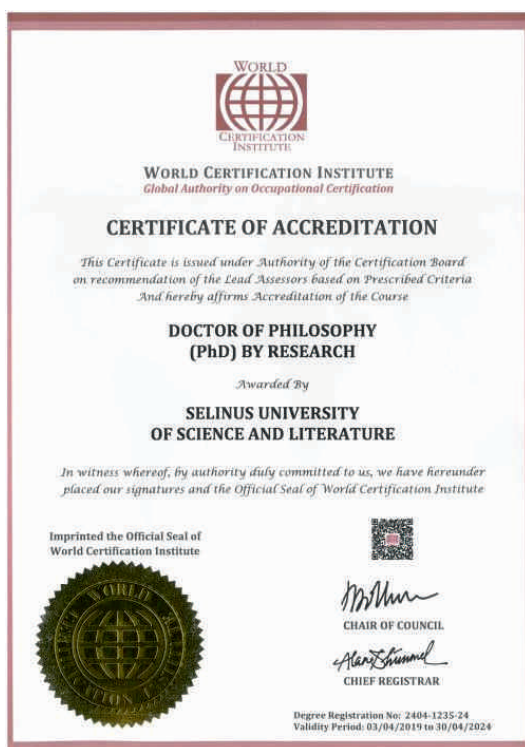 WORLD
CERTIFICATION
INSTITUTE
WORLD CERTIFICATION INSTITUTE
Global Authority on Occupational Certification
CERTIFICATE OF ACCREDITATION
This Certificate is issued under Authority of the Certification Board
on recommendation of the Lead Assessors based on Prescribed Criteria
And hereby affirms Accreditation of the Course
DOCTOR OF PHILOSOPHY
(PhD) BY RESEARCH
Awarded By
SELINUS UNIVERSITY
OF SCIENCE AND LITERATURE
In witness whereof, by authority duly committed to us, we have hereunder
placed our signatures and the Official Seal of World Certification Institute
Imprinted the Official Seal of
World Certification Institute
WORLD
CHAIR OF COUNCIL
CHIEF REGISTRAR
Degree Registration No: 2404-1235-24
Validity Period: 03/04/2019 to 30/04/2024